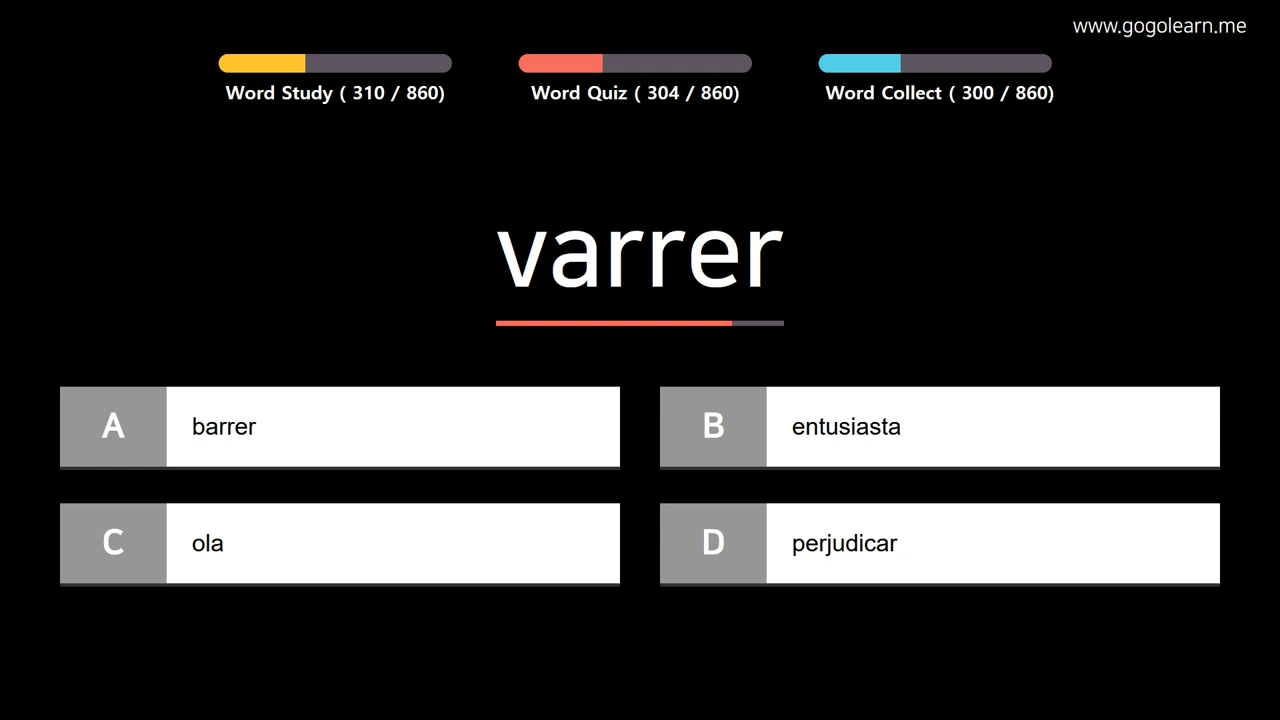 www.gogolearn.me
Word Study ( 310 / 860)
Word Quiz ( 304 / 860)
Word Collect ( 300 / 860)
varrer
A barrer
B entusiasta
C ola
D perjudicar